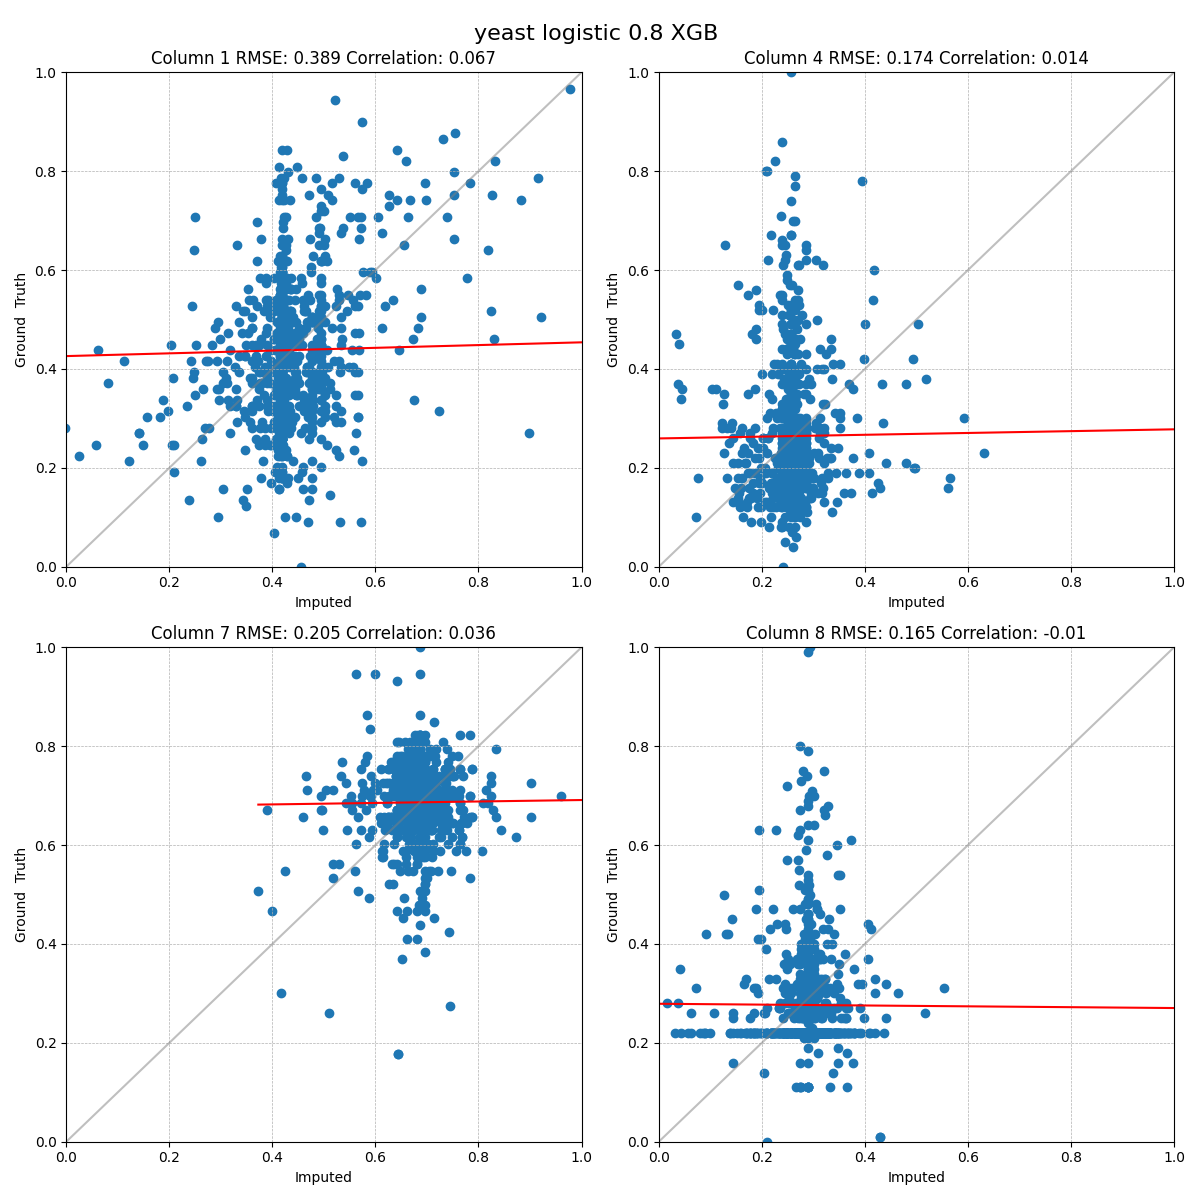 yeast logistic 0.8 XGB
Column 1 RMSE: 0.389 Correlation: 0.067
1.0
0.8
0.6
0.4
0.2
0.0
Ground Truth
0.0 0.2 0.4 0.6 0.8 1.0
Imputed
Column 4 RMSE: 0.174 Correlation: 0.014
1.0
0.8
0.6
0.4
0.2
0.0
Ground Truth
0.0 0.2 0.4 0.6 0.8 1.0
Imputed
Column 7 RMSE: 0.205 Correlation: 0.036
1.0
0.8
0.6
0.4
0.2
0.0
Ground Truth
0.0 0.2 0.4 0.6 0.8 1.0
Imputed
Column 8 RMSE: 0.165 Correlation: -0.01
1.0
0.8
0.6
0.4
0.2
0.0
Ground Truth
0.0 0.2 0.4 0.6 0.8 1.0
Imputed